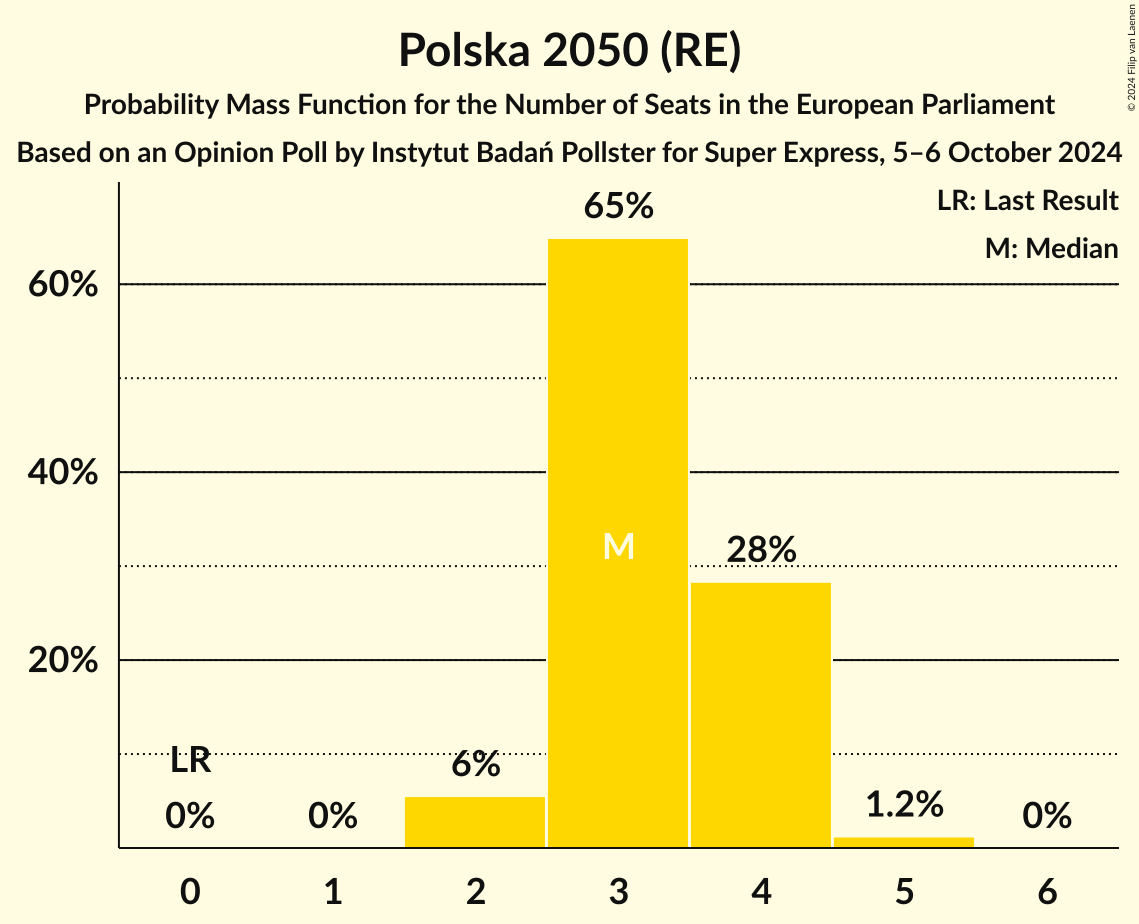 Polska 2050 (RE)
Probability Mass Function for the Number of Seats in the European Parliament
Based on an Opinion Poll by Instytut Badań Pollster for Super Express, 5–6 October 2024
© 2024 Filip van Laenen
LR: Last Result
M: Median
65%
60%
40%
M
28%
20%
LR
6%
0%
0%
1.2%
0%
0 1 2 3 4 5 6